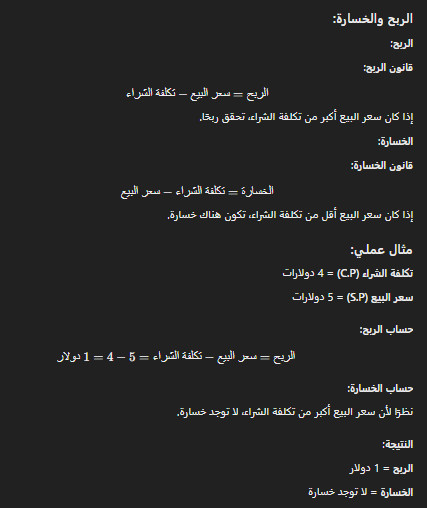 الربح والخسارة:
الربح:
قانون الربح:
الربح = سعر البيع − تكلفة الشراء
إذا كان سعر البيع أكبر من تكلفة الشراء، تحقق ربحًا.
الخسارة:
قانون الخسارة:
الخسارة = تكلفة الشراء − سعر البيع
إذا كان سعر البيع أقل من تكلفة الشراء، تكون هناك خسارة.
مثال عملي:
تكلفة الشراء (C.P) = 4 دولارات
سعر البيع (S.P) = 5 دولارات
حساب الربح:
الربح = سعر البيع − تكلفة الشراء = 5 − 4 = 1 دولار
حساب الخسارة:
نظرًا لأن سعر البيع أكبر من تكلفة الشراء، لا توجد خسارة.
النتيجة:
الربح = 1 دولار
الخسارة = لا توجد خسارة